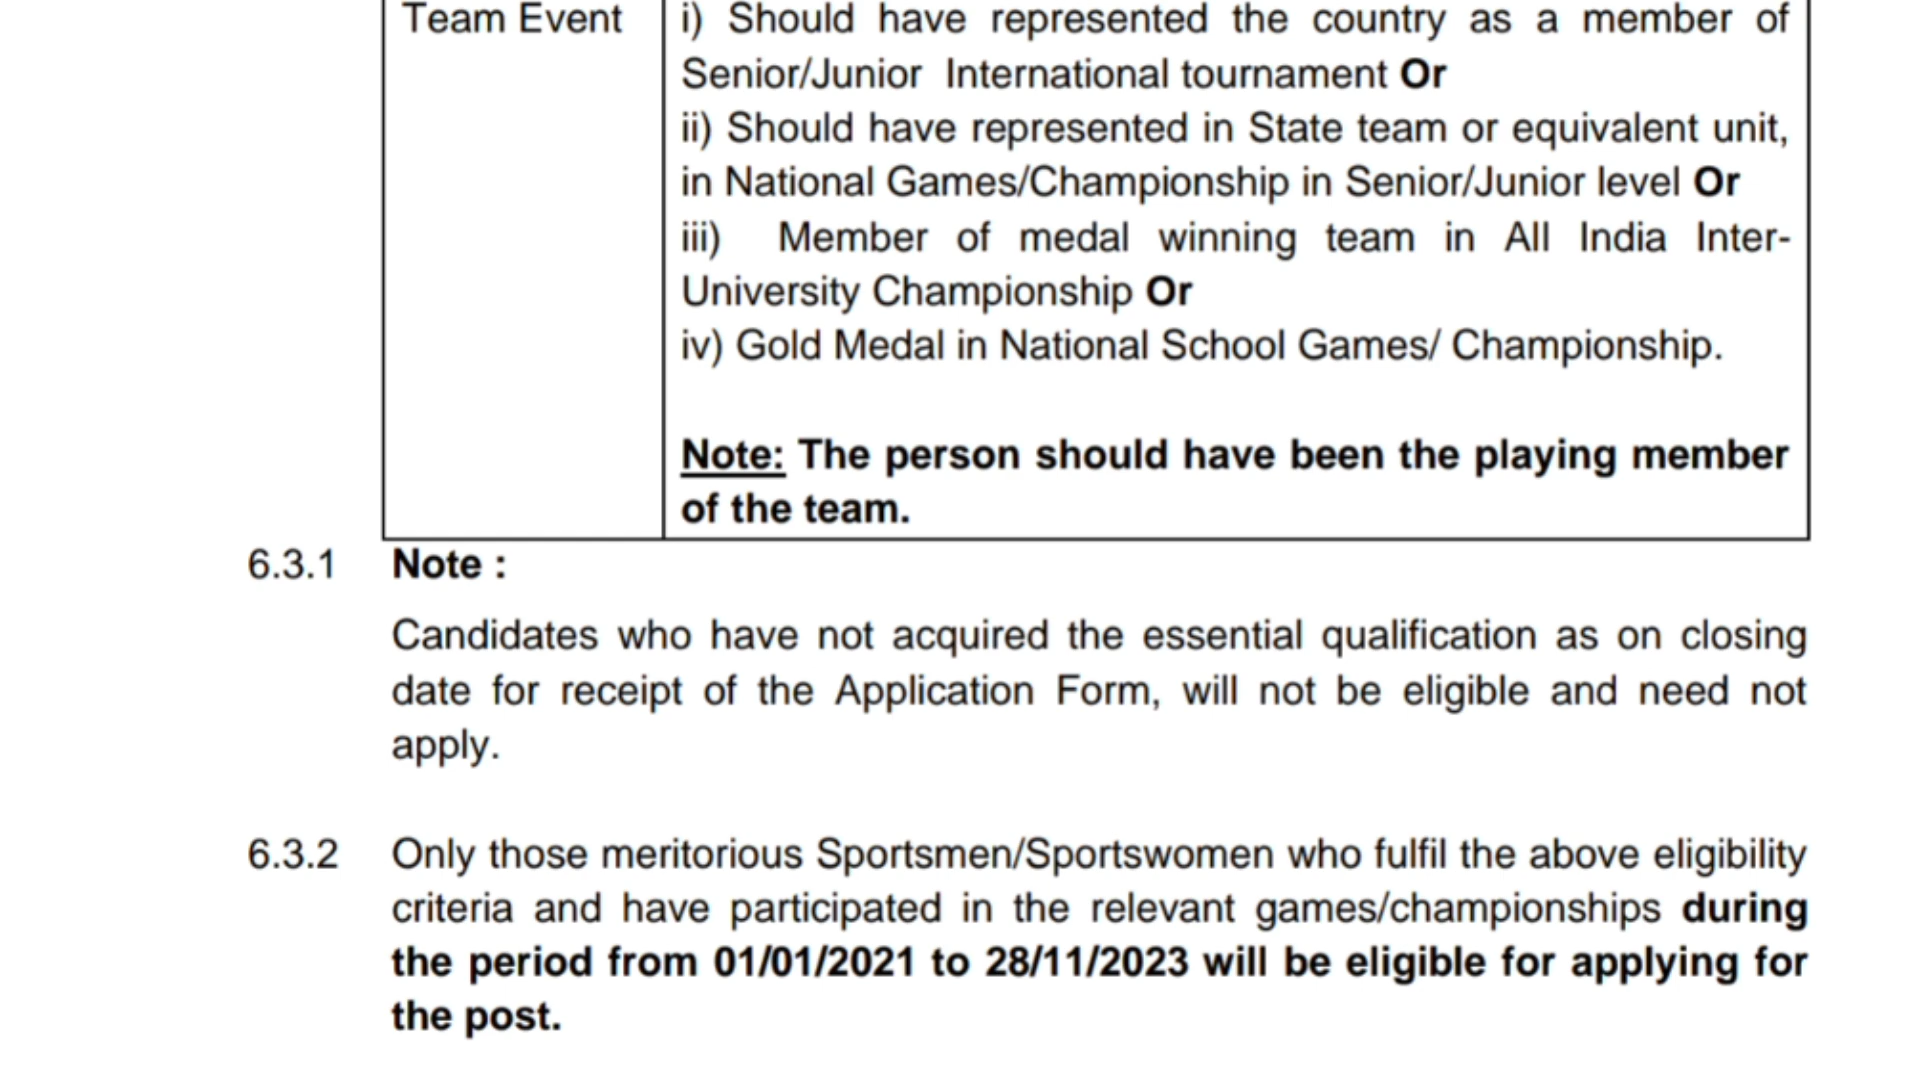 Team Event
i) Should have represented the country as a member of
Senior/Junior International tournament Or
ii) Should have represented in State team or equivalent unit,
in National Games/Championship in Senior/Junior level Or
iii) Member of medal winning team in All India Inter-
University Championship Or
iv) Gold Medal in National School Games/ Championship.
Note: The person should have been the playing member
of the team.
6.3.1 Note :
Candidates who have not acquired the essential qualification as on closing
date for receipt of the Application Form, will not be eligible and need not
apply.
6.3.2 Only those meritorious Sportsmen/Sportswomen who fulfil the above eligibility
criteria and have participated in the relevant games/championships during
the period from 01/01/2021 to 28/11/2023 will be eligible for applying for
the post.